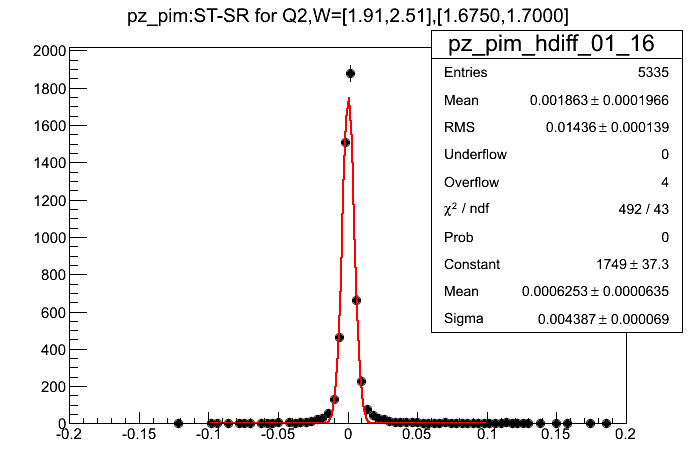 pz_pim:ST-SR for Q2,W=[1.91,2.51],[1.6750,1.7000]
pz_pim_hdiff_01_16
Entries 5335
Mean 0.001863 ± 0.0001966
RMS 0.01436 ± 0.000139
Underflow 0
Overflow 4
χ² / ndf 492 / 43
Prob 0
Constant 1749 ± 37.3
Mean 0.0006253 ± 0.0000635
Sigma 0.004387 ± 0.000069
2000
1800
1600
1400
1200
1000
800
600
400
200
0
-0.2 -0.15 -0.1 -0.05 0 0.05 0.1 0.15 0.2